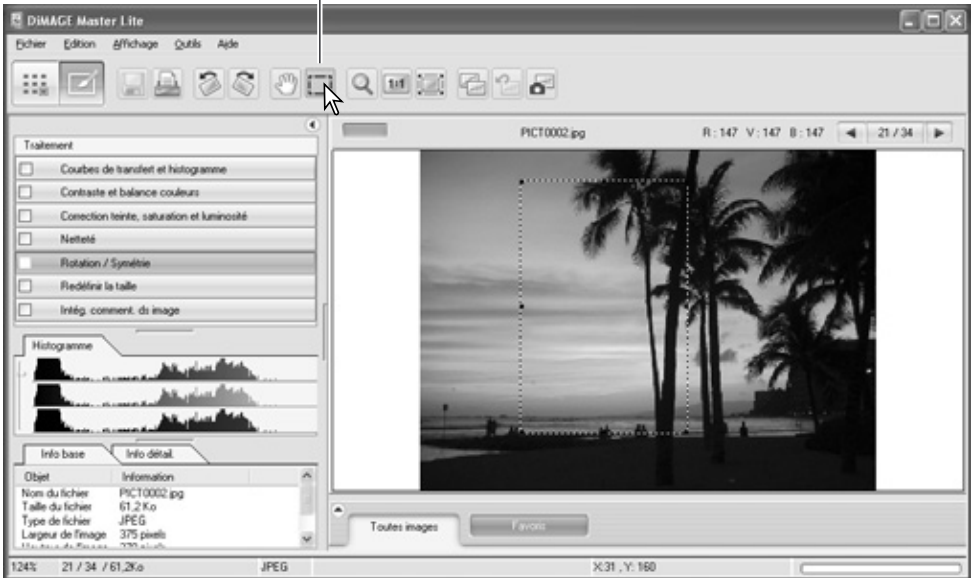 DiMAGE Master Lite
Fichier Edition Affichage Outils Aide
1:1
PICT0002.jpg R : 147 V : 147 B : 147 21 / 34
Traitement
Courbes de transfert et histogramme
Contraste et balance couleurs
Correction teinte, saturation et luminosité
Netteté
Rotation / Symétrie
Redéfinir la taille
Intég. comment. ds image
Histogramme
Info base Info détail.
Objet Information
Nom du fichier PICT0002.jpg
Taille du fichier 61,2 Ko
Type de fichier JPEG
Largeur de l'image 375 pixels
Toutes images Favoris
124% 21 / 34 / 61,2Ko JPEG X:31 , Y: 160